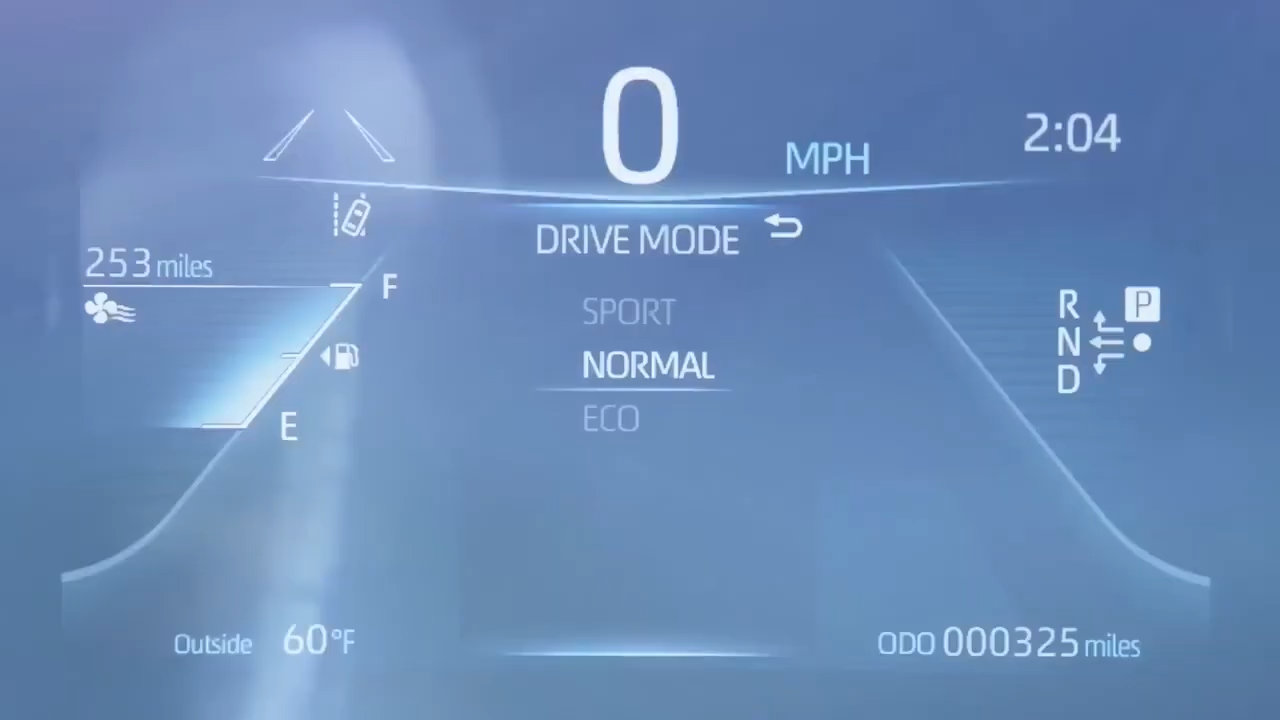 0
MPH
2:04
DRIVE MODE
253 miles
F
SPORT
R P
NORMAL
N
D
E
ECO
Outside 60°F
ODO 000325 miles